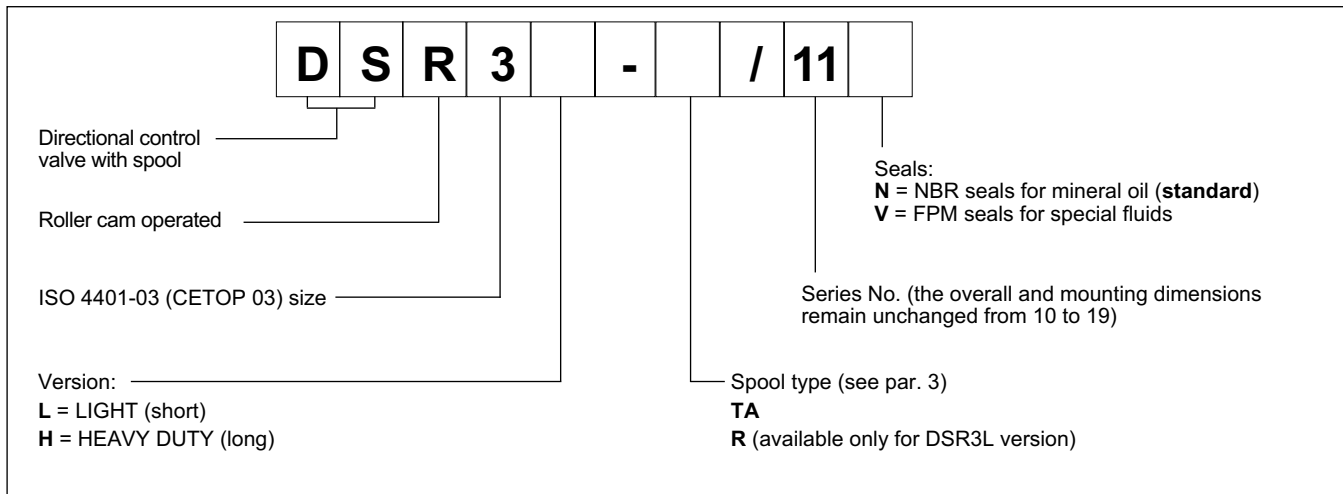 D S R 3 - / 11
Directional control
valve with spool
Seals:
N = NBR seals for mineral oil (standard)
V = FPM seals for special fluids
Roller cam operated
ISO 4401-03 (CETOP 03) size
Series No. (the overall and mounting dimensions
remain unchanged from 10 to 19)
Version:
L = LIGHT (short)
H = HEAVY DUTY (long)
Spool type (see par. 3)
TA
R (available only for DSR3L version)